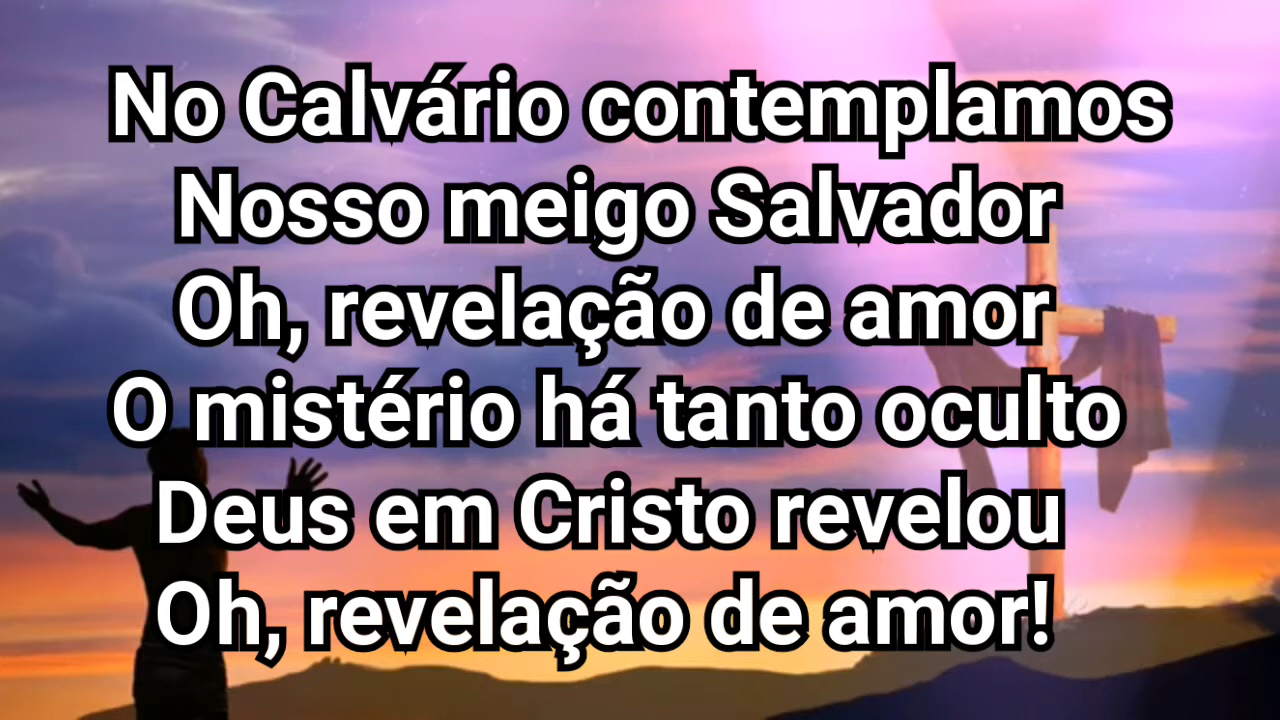 No Calvário contemplamos
Nosso meigo Salvador
Oh, revelação de amor
O mistério há tanto oculto
Deus em Cristo revelou
Oh, revelação de amor!